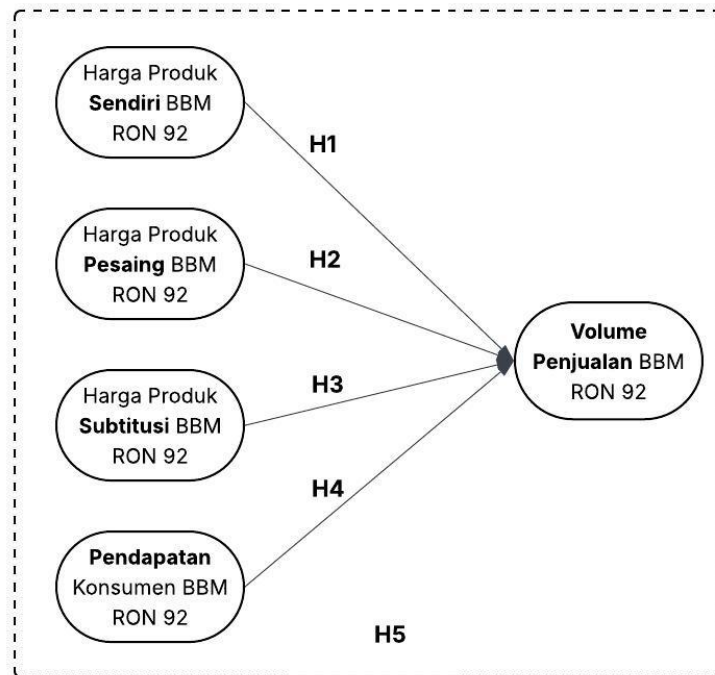 Harga Produk
Sendiri BBM
RON 92
H1
Harga Produk
Pesaing BBM
RON 92
H2
Volume
Penjualan BBM
RON 92
Harga Produk
Subtitusi BBM
RON 92
H3
H4
Pendapatan
Konsumen BBM
RON 92
H5